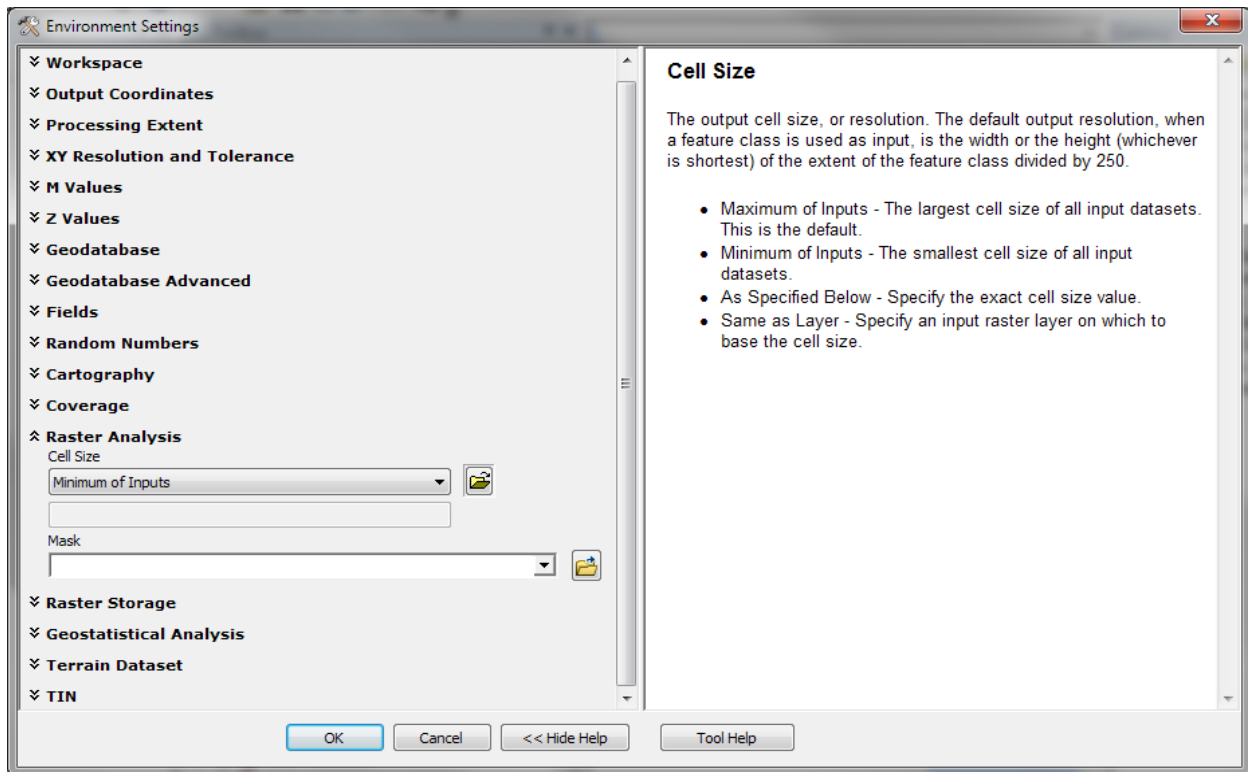 Environment Settings
Workspace
Output Coordinates
Processing Extent
XY Resolution and Tolerance
M Values
Z Values
Geodatabase
Geodatabase Advanced
Fields
Random Numbers
Cartography
Coverage
Raster Analysis
Cell Size
Minimum of Inputs
Mask
Raster Storage
Geostatistical Analysis
Terrain Dataset
TIN
Cell Size
The output cell size, or resolution. The default output resolution, when
a feature class is used as input, is the width or the height (whichever
is shortest) of the extent of the feature class divided by 250.
• Maximum of Inputs - The largest cell size of all input datasets.
This is the default.
• Minimum of Inputs - The smallest cell size of all input
datasets.
• As Specified Below - Specify the exact cell size value.
• Same as Layer - Specify an input raster layer on which to
base the cell size.
OK
Cancel
<< Hide Help
Tool Help